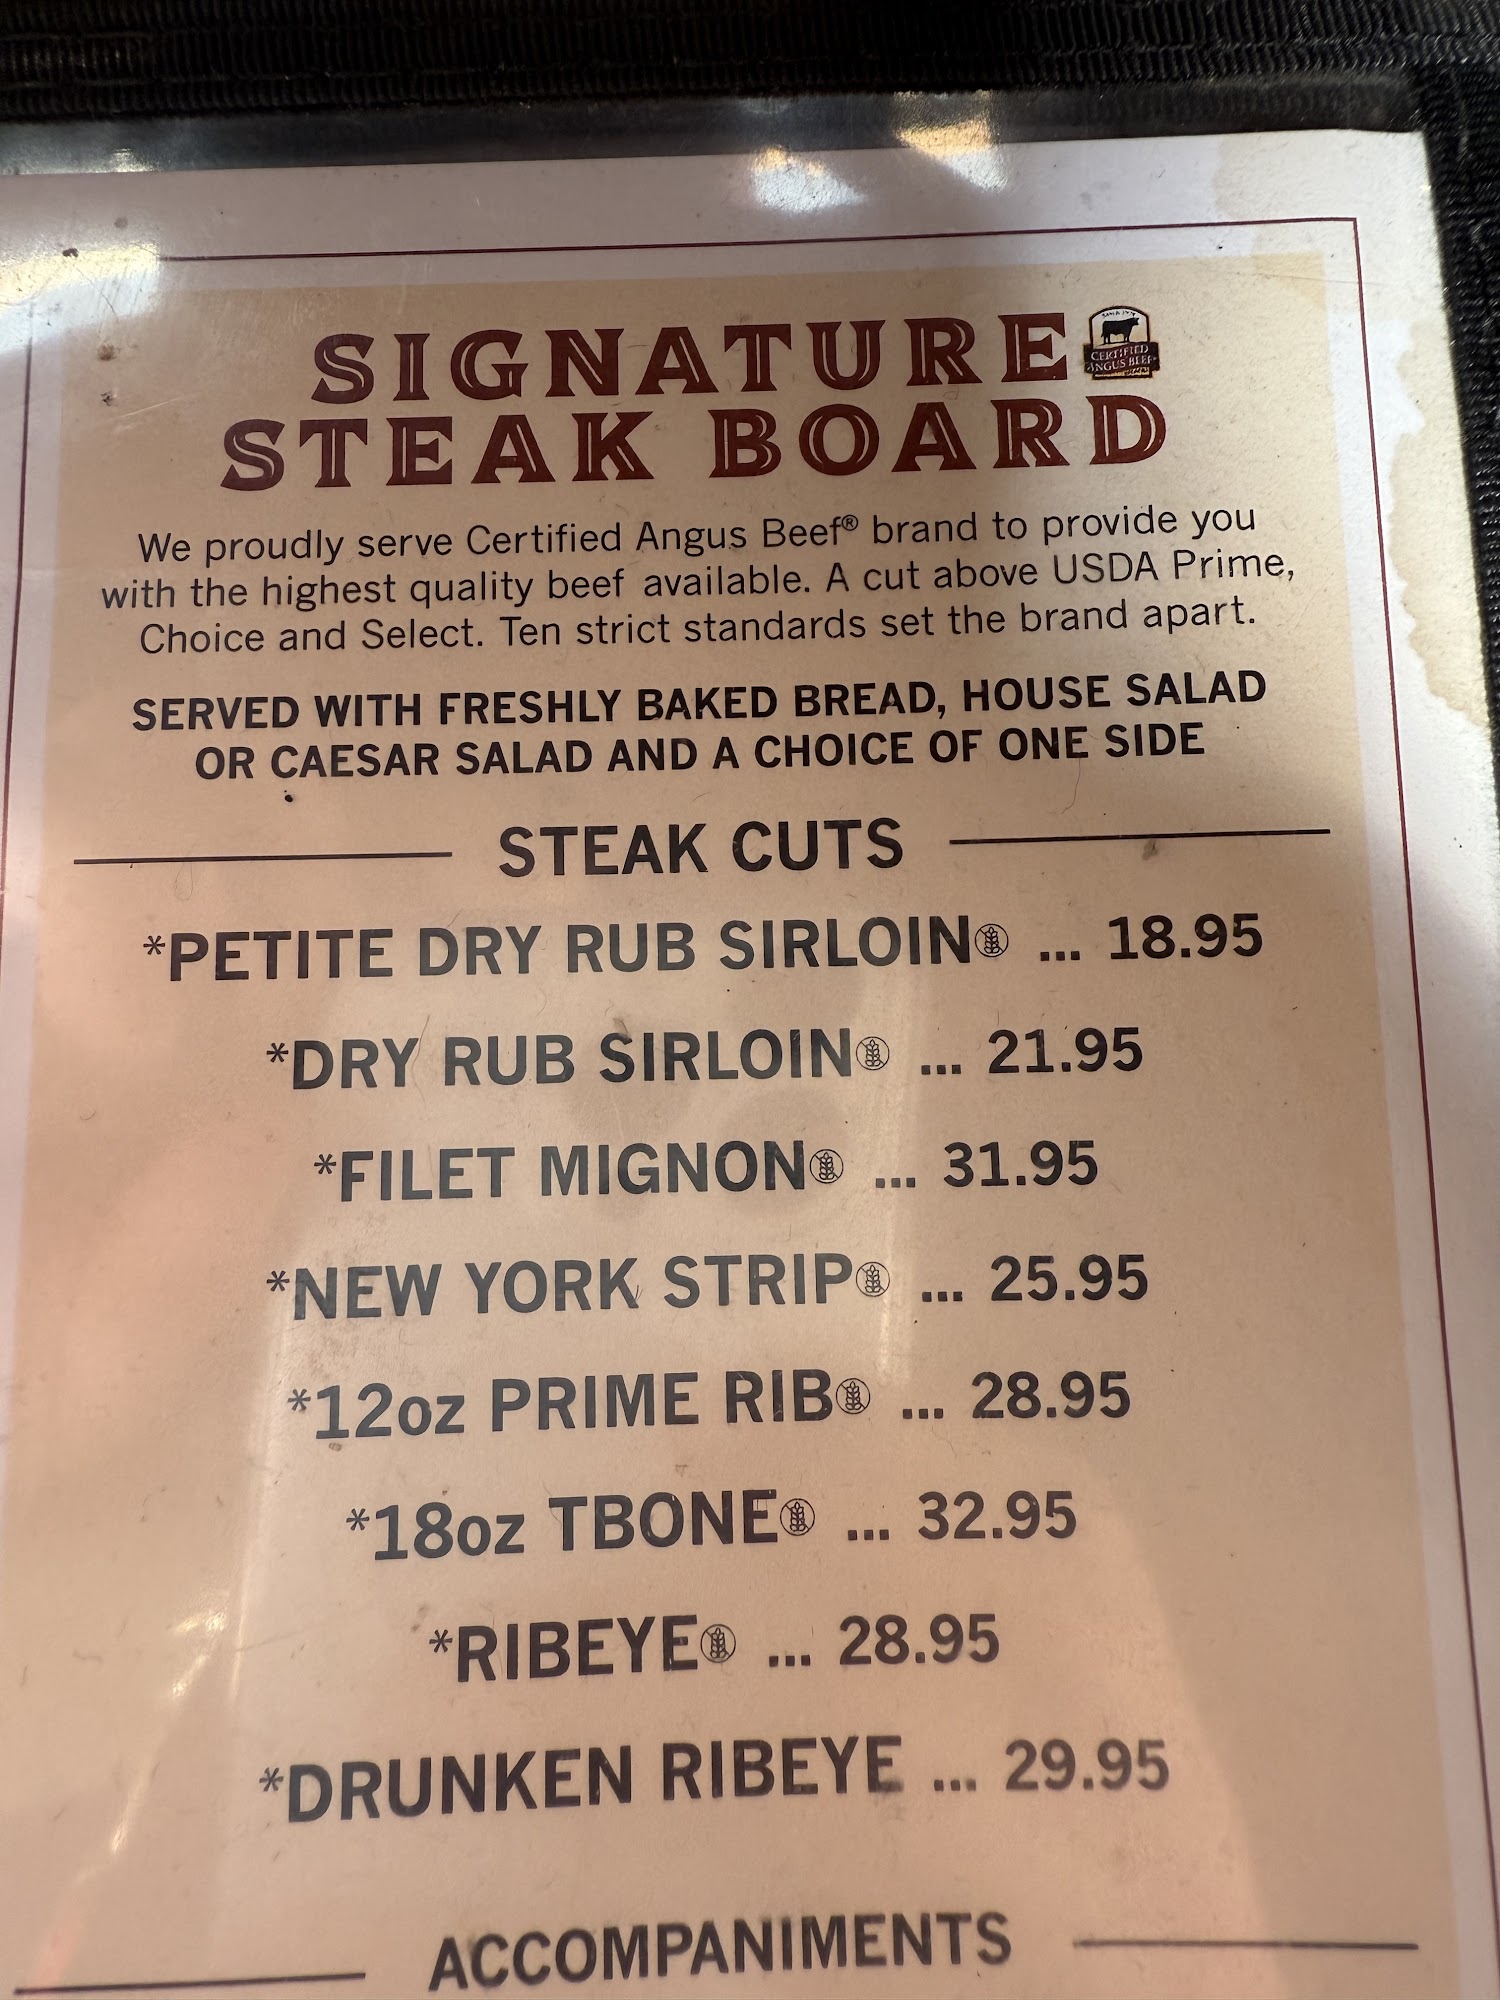 SIGNATURE
CERTIFIED
ANGUS BEEF
STEAK BOARD
We proudly serve Certified Angus Beef® brand to provide you
with the highest quality beef available. A cut above USDA Prime,
Choice and Select. Ten strict standards set the brand apart.
SERVED WITH FRESHLY BAKED BREAD, HOUSE SALAD
OR CAESAR SALAD AND A CHOICE OF ONE SIDE
STEAK CUTS
*PETITE DRY RUB SIRLOIN ... 18.95
*DRY RUB SIRLOIN ... 21.95
*FILET MIGNON ... 31.95
*NEW YORK STRIP ... 25.95
*12oz PRIME RIB ... 28.95
*18oz TBONE ... 32.95
*RIBEYE ... 28.95
*DRUNKEN RIBEYE ... 29.95
ACCOMPANIMENTS